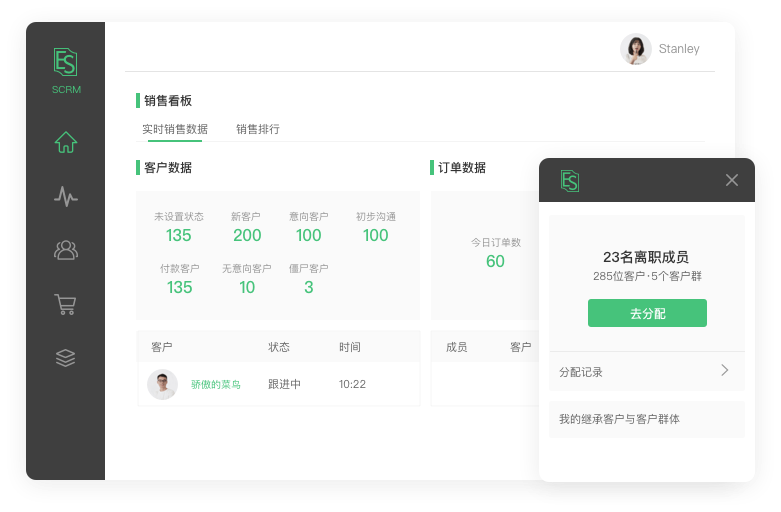 ES
SCRM
Stanley
销售看板
实时销售数据 销售排行
客户数据
未设置状态 新客户 意向客户 初步沟通
135 200 100 100
付款客户 无意向客户 僵尸客户
135 10 3
客户 状态 时间
骄傲的菜鸟 跟进中 10:22
订单数据
今日订单数
60
成员 客户
ES
23名离职成员
285位客户·5个客户群
去分配
分配记录
我的继承客户与客户群体